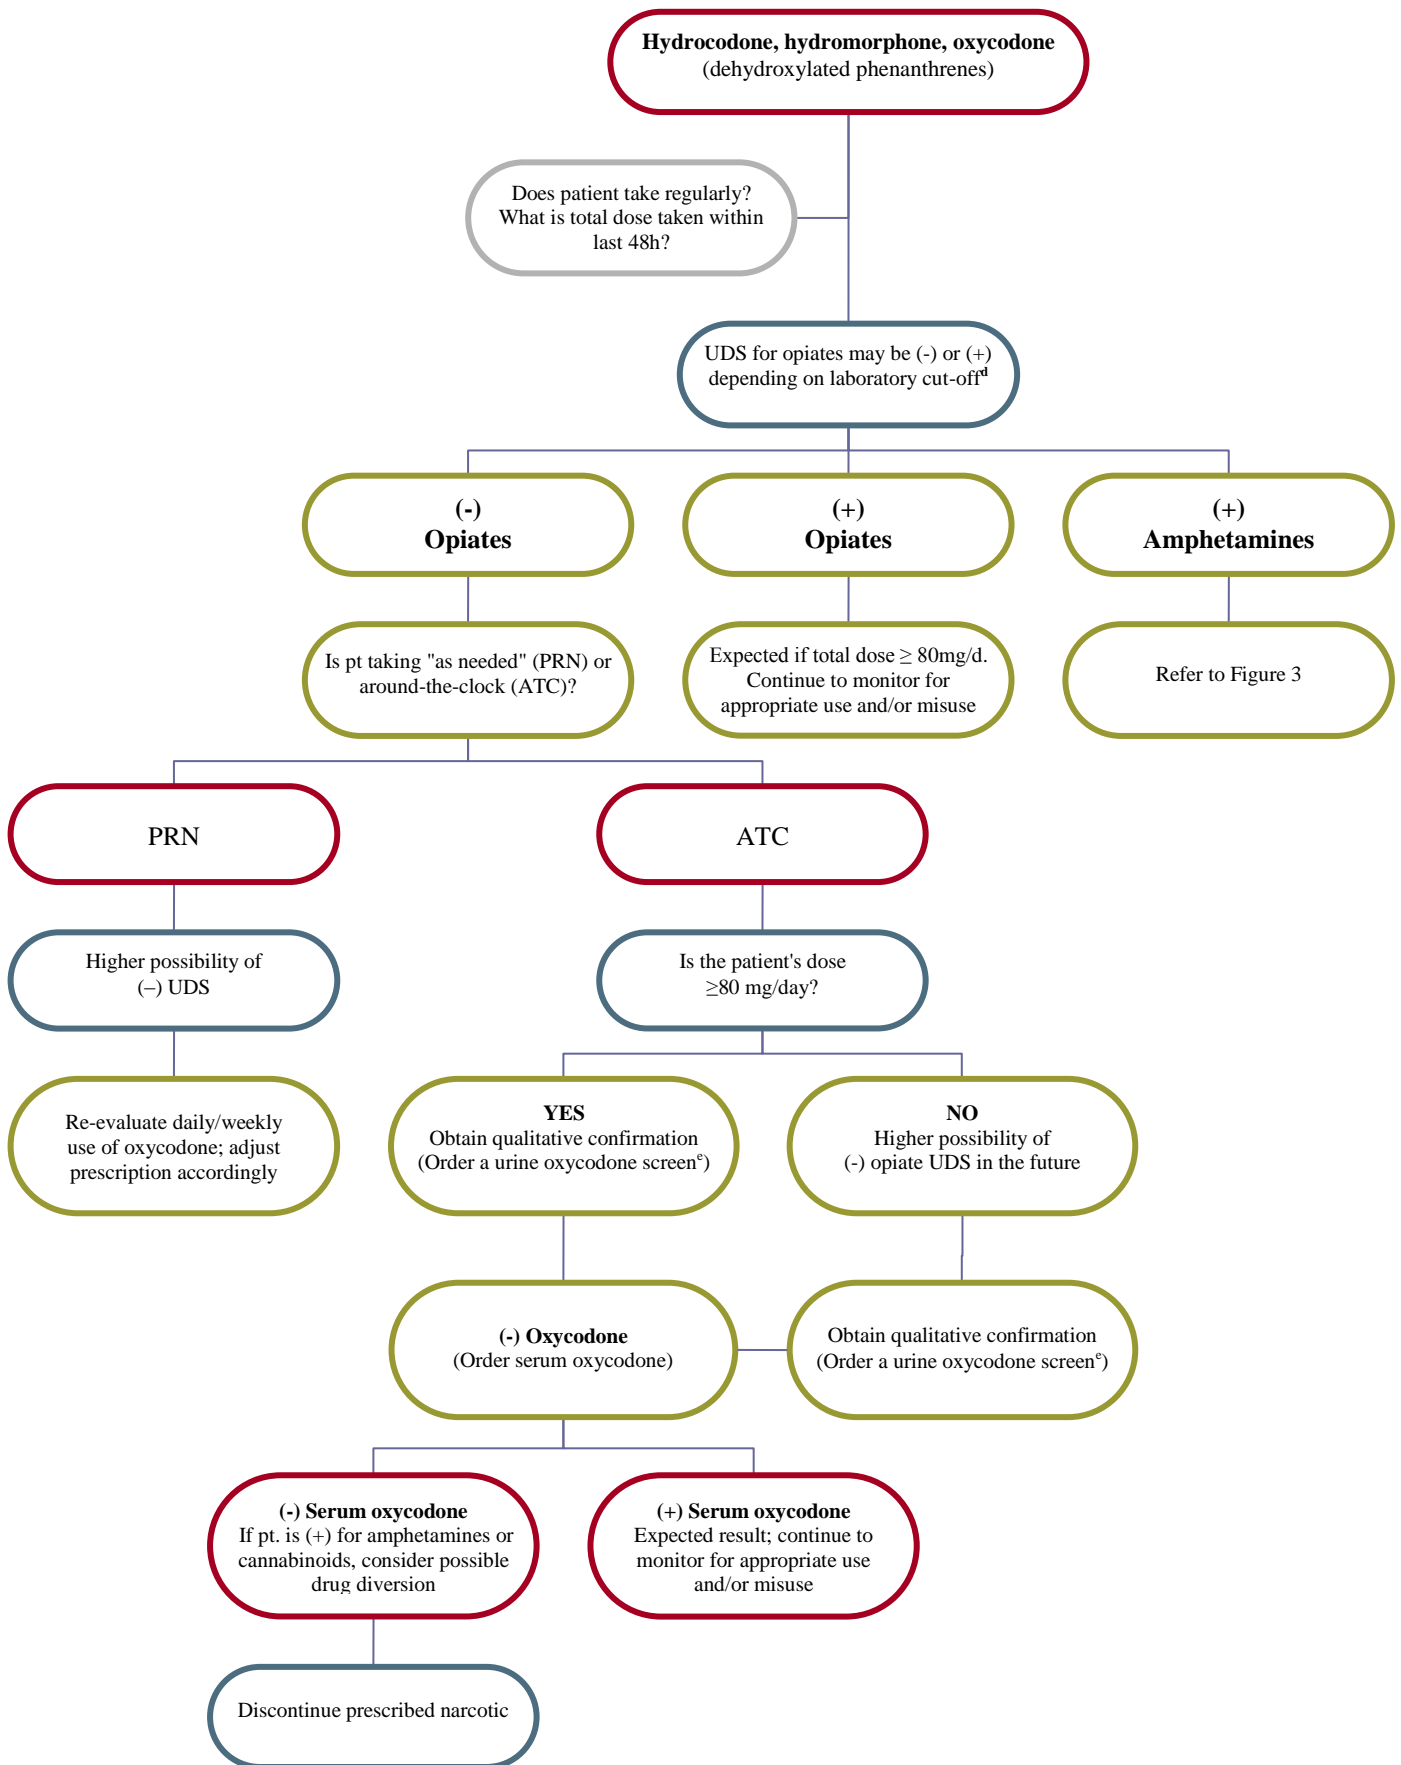 Hydrocodone, hydromorphone, oxycodone
(dehydroxylated phenanthrenes)
Does patient take regularly?
What is total dose taken within
last 48h?
UDS for opiates may be (-) or (+)
depending on laboratory cut-offᵈ
(-)
Opiates
(+)
Opiates
(+)
Amphetamines
Is pt taking "as needed" (PRN) or
around-the-clock (ATC)?
Expected if total dose ≥ 80mg/d.
Continue to monitor for
appropriate use and/or misuse
Refer to Figure 3
PRN
ATC
Higher possibility of
(–) UDS
Is the patient's dose
≥80 mg/day?
Re-evaluate daily/weekly
use of oxycodone; adjust
prescription accordingly
YES
Obtain qualitative confirmation
(Order a urine oxycodone screenᵉ)
NO
Higher possibility of
(-) opiate UDS in the future
(-) Oxycodone
(Order serum oxycodone)
Obtain qualitative confirmation
(Order a urine oxycodone screenᵉ)
(-) Serum oxycodone
If pt. is (+) for amphetamines or
cannabinoids, consider possible
drug diversion
(+) Serum oxycodone
Expected result; continue to
monitor for appropriate use
and/or misuse
Discontinue prescribed narcotic